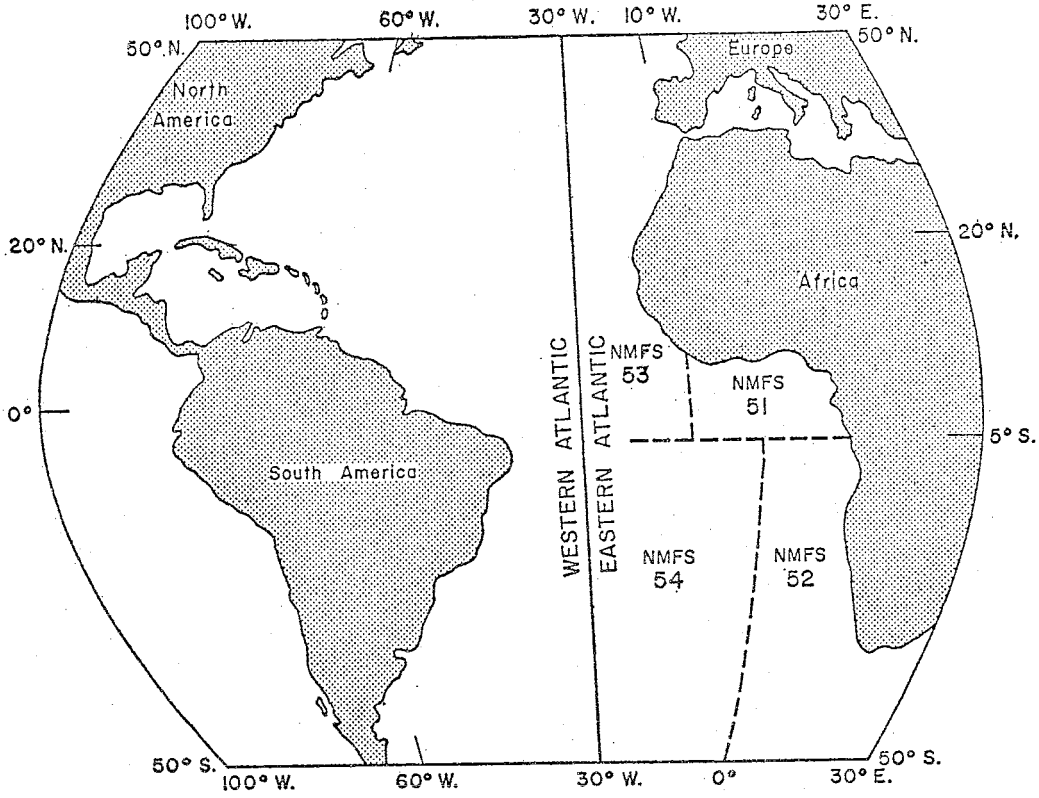 100° W.
60° W.
30° W.
10° W.
30° E.
50° N.
50° N.
Europe
North
America
20° N.
20° N.
Africa
WESTERN ATLANTIC
EASTERN ATLANTIC
NMFS
53
NMFS
51
0°
5° S.
South America
NMFS
54
NMFS
52
50° S.
50° S.
100° W.
60° W.
30° W.
0°
30° E.